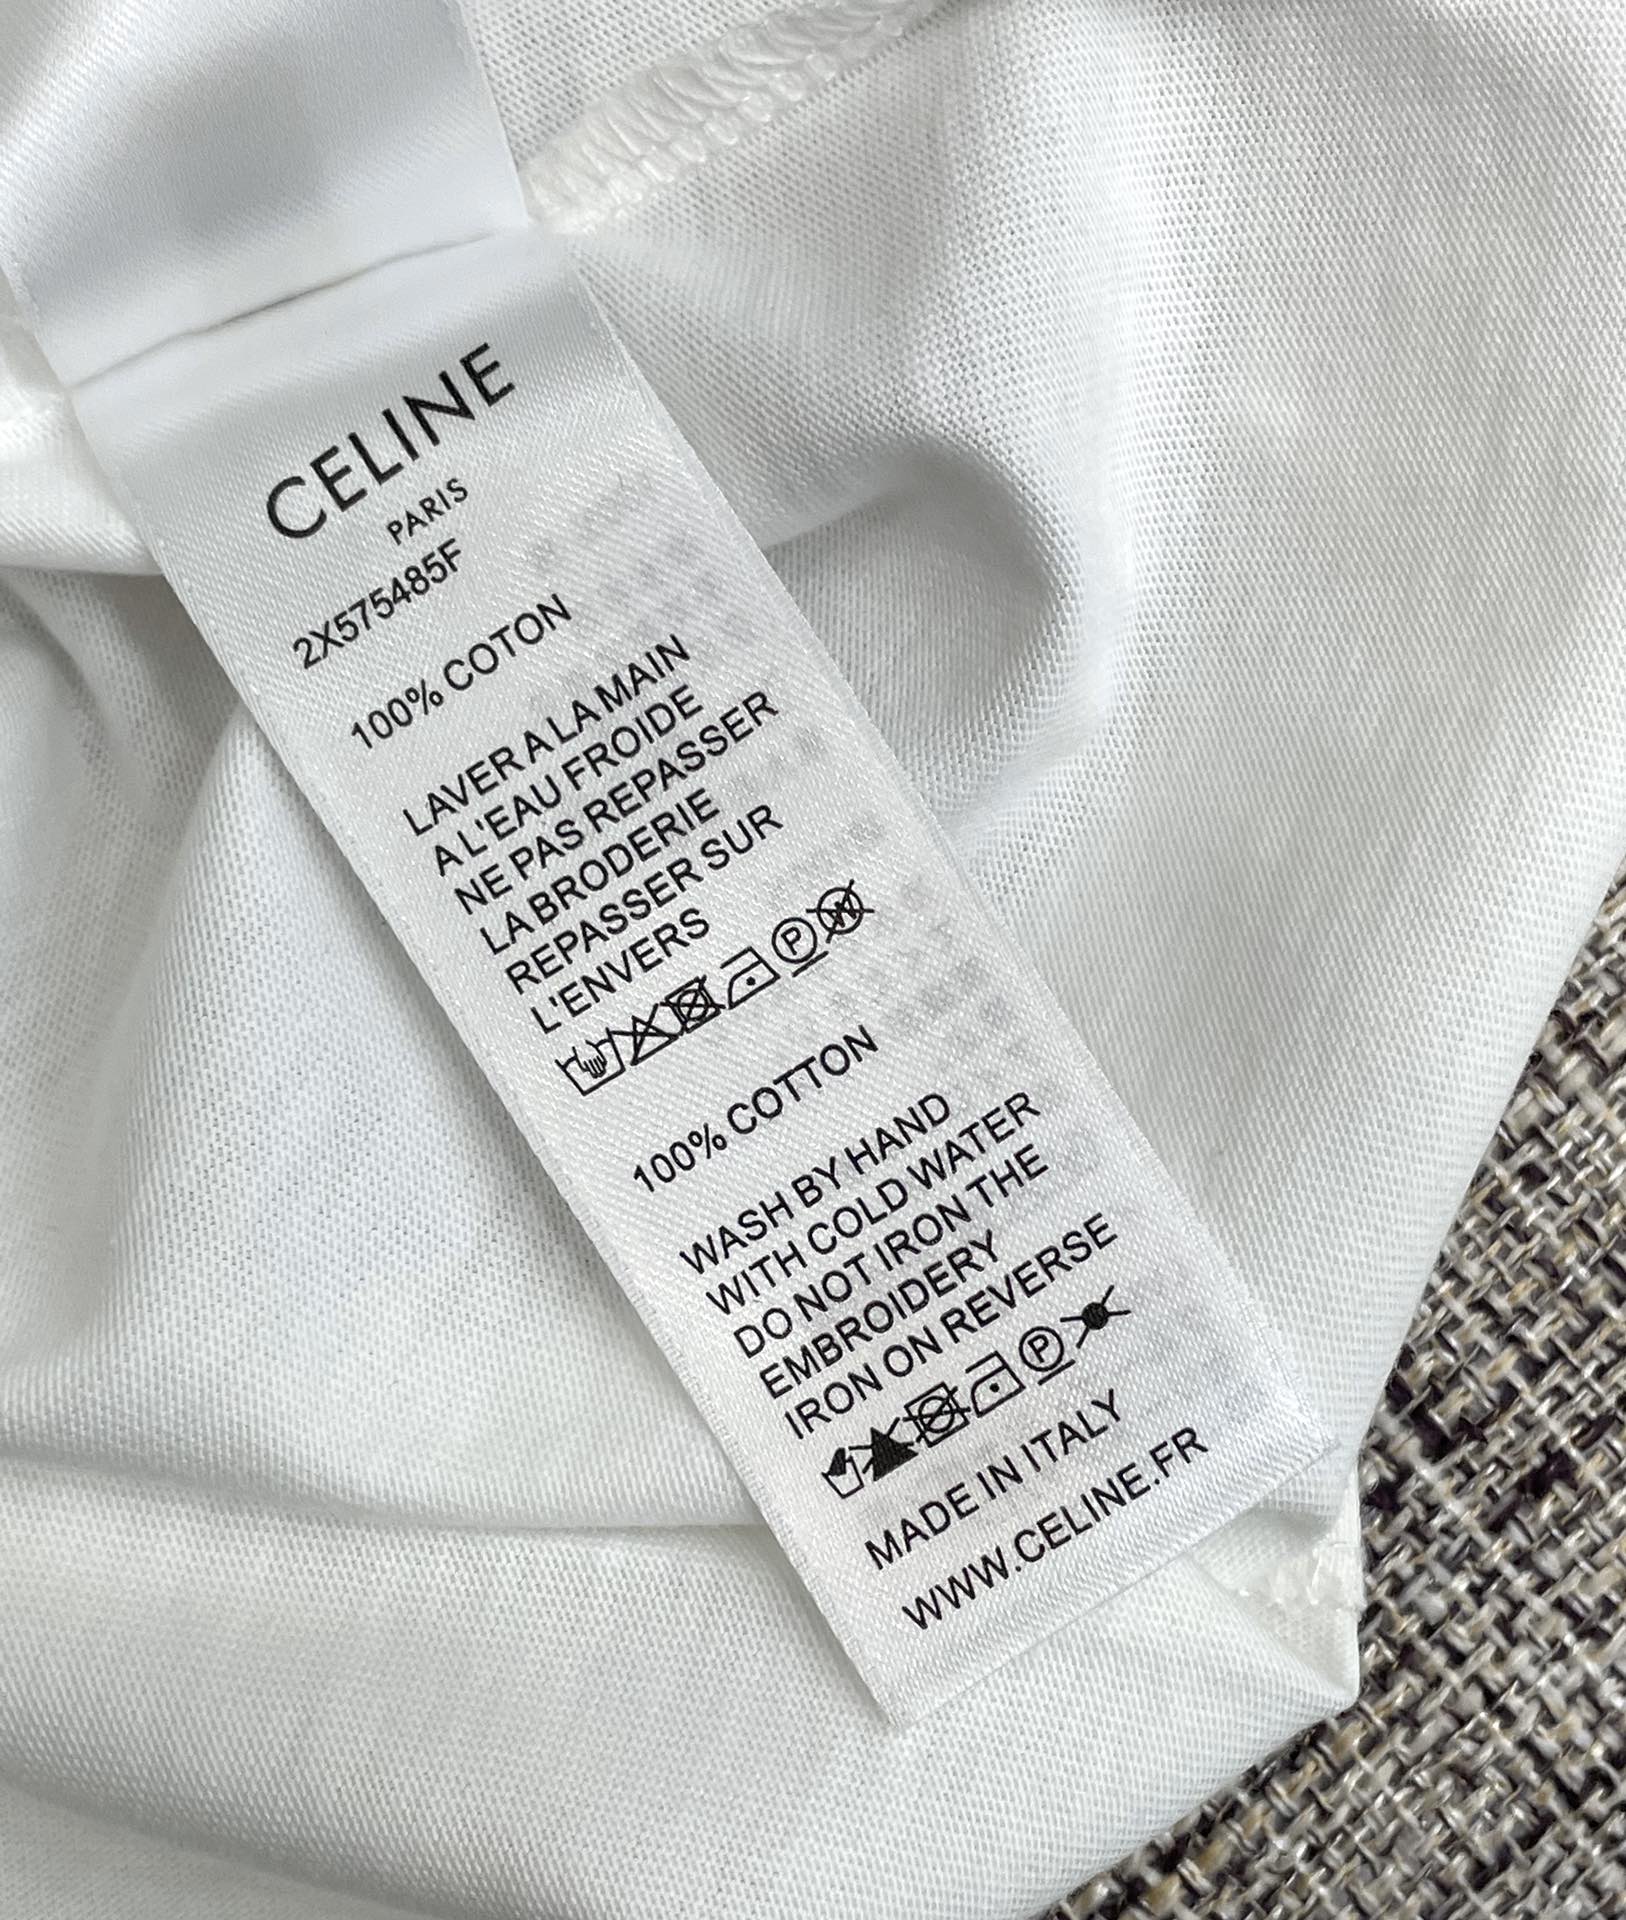 CELINE
PARIS
2X575485F
100% COTON
LAVER A LA MAIN
A L'EAU FROIDE
NE PAS REPASSER
LA BRODERIE
REPASSER SUR
L'ENVERS
P W
100% COTTON
WASH BY HAND
WITH COLD WATER
DO NOT IRON THE
EMBROIDERY
IRON ON REVERSE
P
MADE IN ITALY
WWW.CELINE.FR